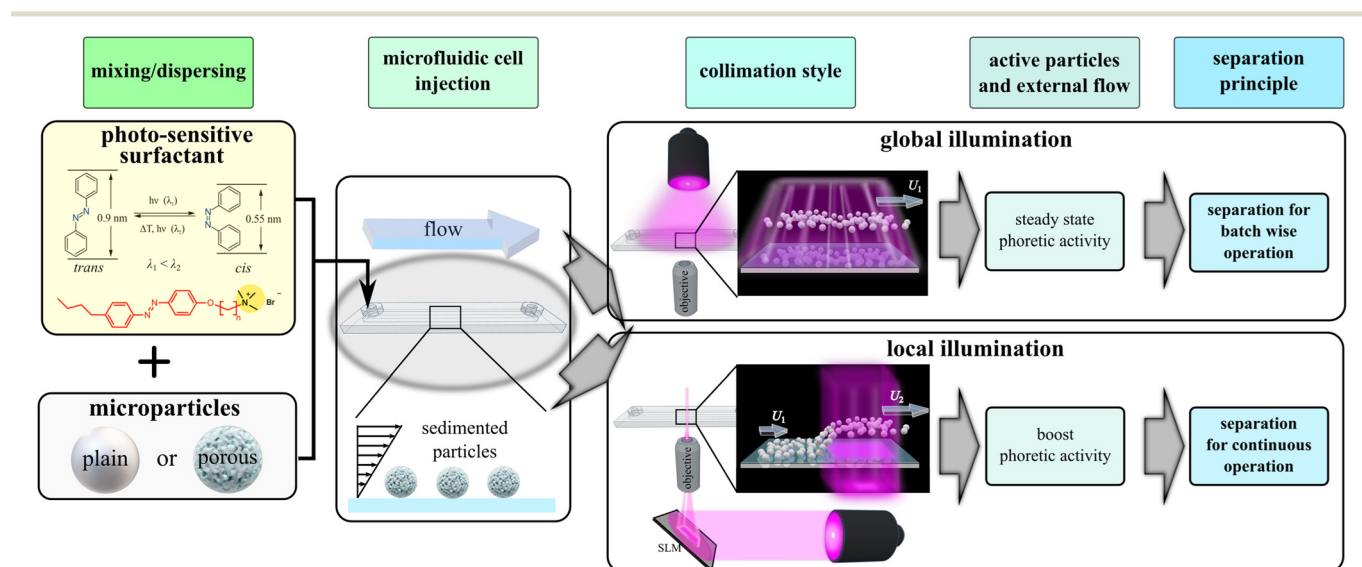 mixing/dispersing
microfluidic cell
injection
collimation style
active particles
and external flow
separation
principle
photo-sensitive
surfactant
0.9 nm
hν (λ₁)
ΔT, hν (λ₂)
λ₁ < λ₂
0.55 nm
N
N
N
N
trans
cis
N
N
O
n
N
+
Br
−
+
microparticles
plain
or
porous
flow
sedimented
particles
global illumination
objective
U₁
steady state
phoretic activity
separation for
batch wise
operation
local illumination
objective
SLM
U₁
U₂
boost
phoretic activity
separation
for continuous
operation